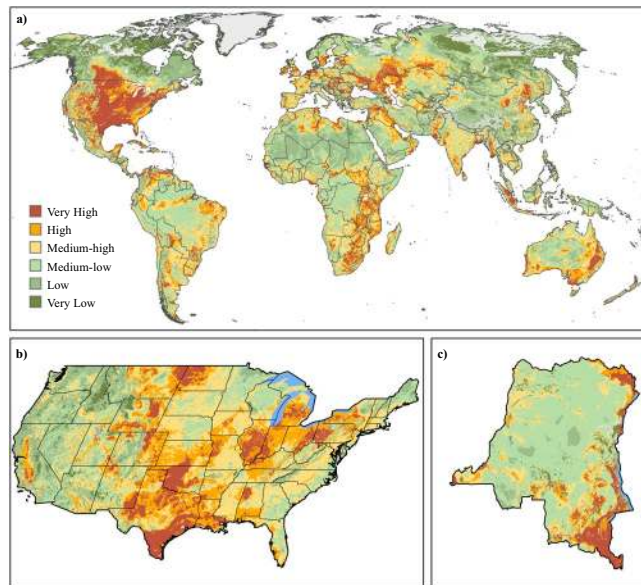 a)
Very High
High
Medium-high
Medium-low
Low
Very Low
b)
c)